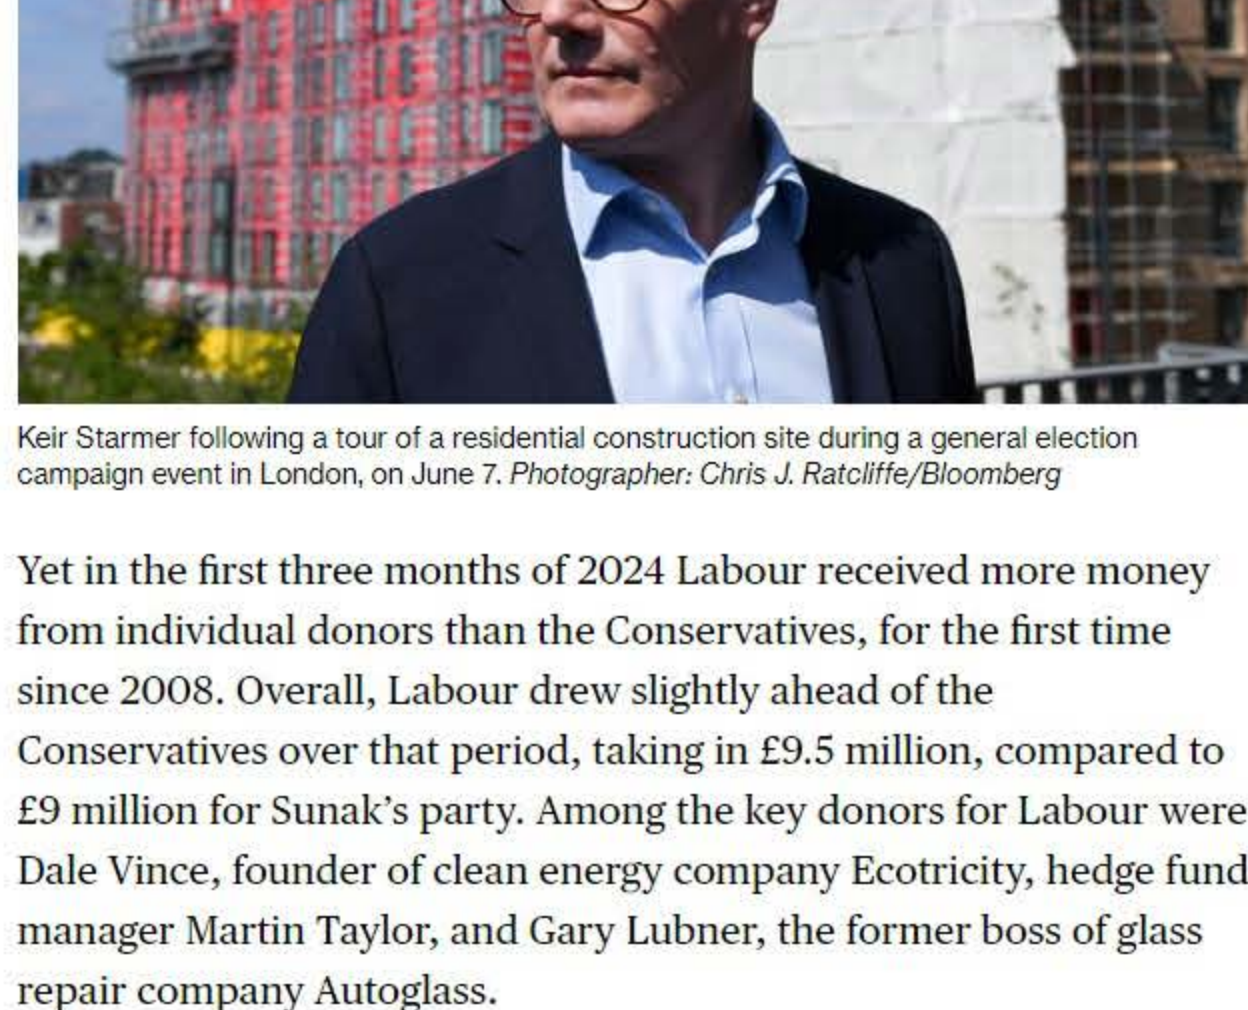 Keir Starmer following a tour of a residential construction site during a general election
campaign event in London, on June 7. Photographer: Chris J. Ratcliffe/Bloomberg
Yet in the first three months of 2024 Labour received more money
from individual donors than the Conservatives, for the first time
since 2008. Overall, Labour drew slightly ahead of the
Conservatives over that period, taking in £9.5 million, compared to
£9 million for Sunak’s party. Among the key donors for Labour were
Dale Vince, founder of clean energy company Ecotricity, hedge fund
manager Martin Taylor, and Gary Lubner, the former boss of glass
repair company Autoglass.